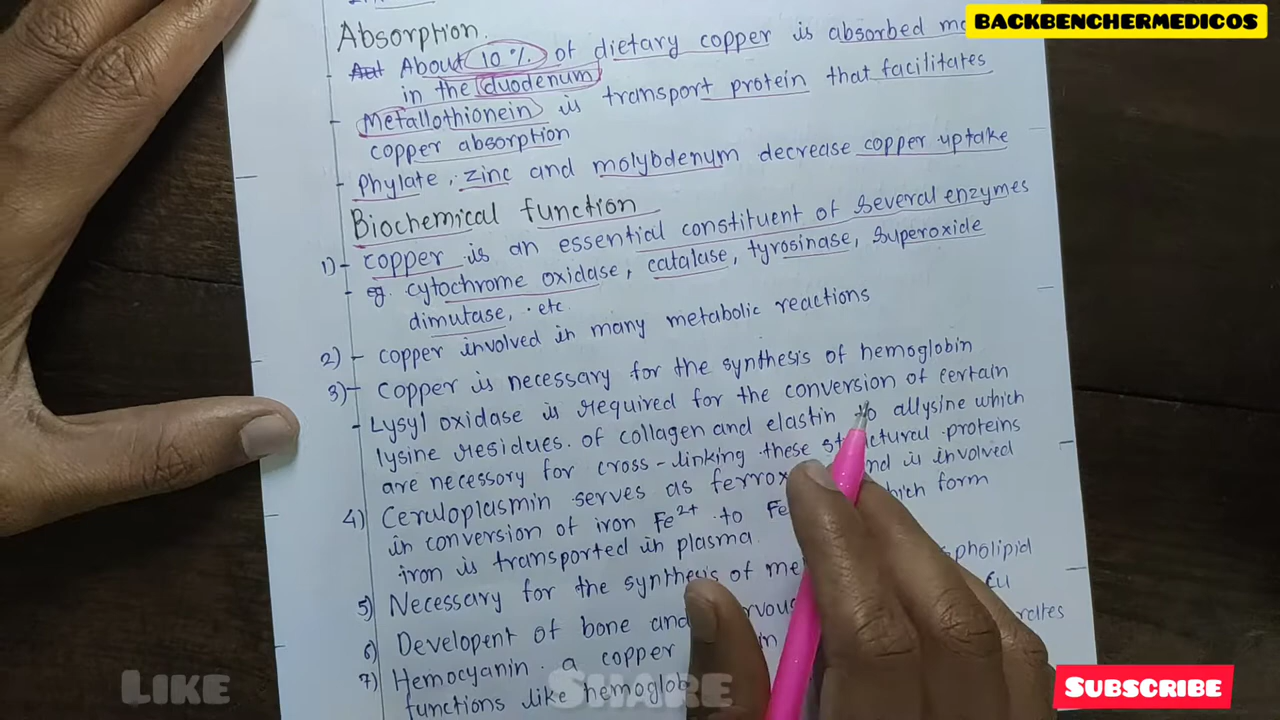 BACKBENCHERMEDICOS
Absorption.
About 10% of dietary copper is absorbed
in the duodenum
Metallothionein is transport protein that facilitates
copper absorption
Phylate, zinc and molybdenum decrease copper uptake
Biochemical function
1) - copper is an essential constituent of several enzymes
- eg. cytochrome oxidase, catalase, tyrosinase, superoxide
dimutase, etc
2) - copper involved in many metabolic reactions
3) - copper is necessary for the synthesis of hemoglobin
- Lysyl oxidase is required for the conversion of certain
lysine residues. of collagen and elastin to allysine which
are necessary for cross-linking these structural proteins
4) Ceruloplasmin serves as and is involved
in conversion of iron Fe2+ to which form
iron is transported in plasma.
5) Necessary for the synthesis of
6) Developent of bone and Cu
7) Hemocyanin. a copper
functions like
LIKE
SHARE
SUBSCRIBE